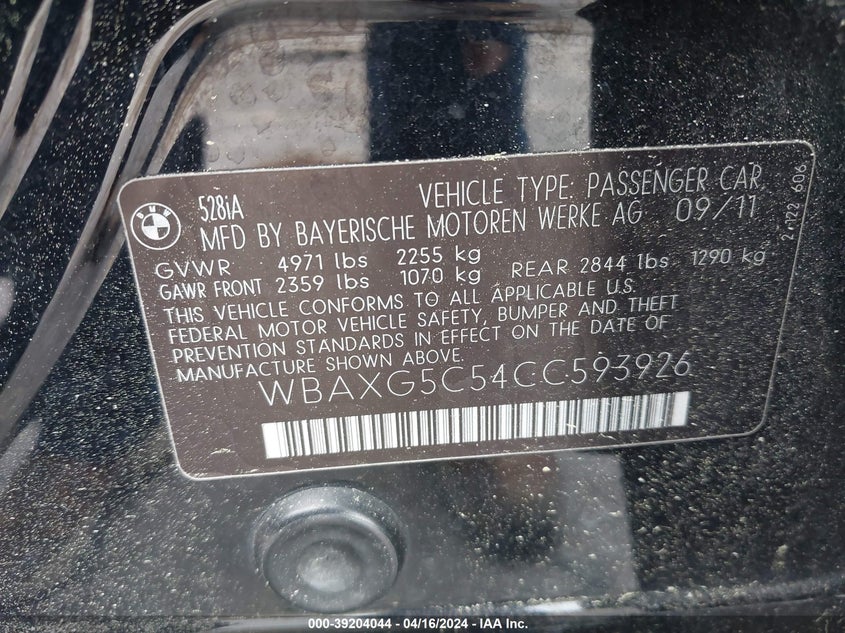 BMW
528iA VEHICLE TYPE: PASSENGER CAR
MFD BY BAYERISCHE MOTOREN WERKE AG 09/11
GVWR 4971 lbs 2255 kg
GAWR FRONT 2359 lbs 1070 kg REAR 2844 lbs 1290 kg
THIS VEHICLE CONFORMS TO ALL APPLICABLE U.S.
FEDERAL MOTOR VEHICLE SAFETY, BUMPER AND THEFT
PREVENTION STANDARDS IN EFFECT ON THE DATE OF
MANUFACTURE SHOWN ABOVE.
WBAXG5C54CC593926
606
000-39204044 - 04/16/2024 - IAA Inc.